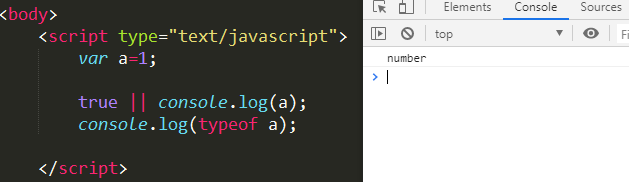 <body>
<script type="text/javascript">
var a=1;
true || console.log(a);
console.log(typeof a);
</script>
Elements Console Sources
top Fi
number
>